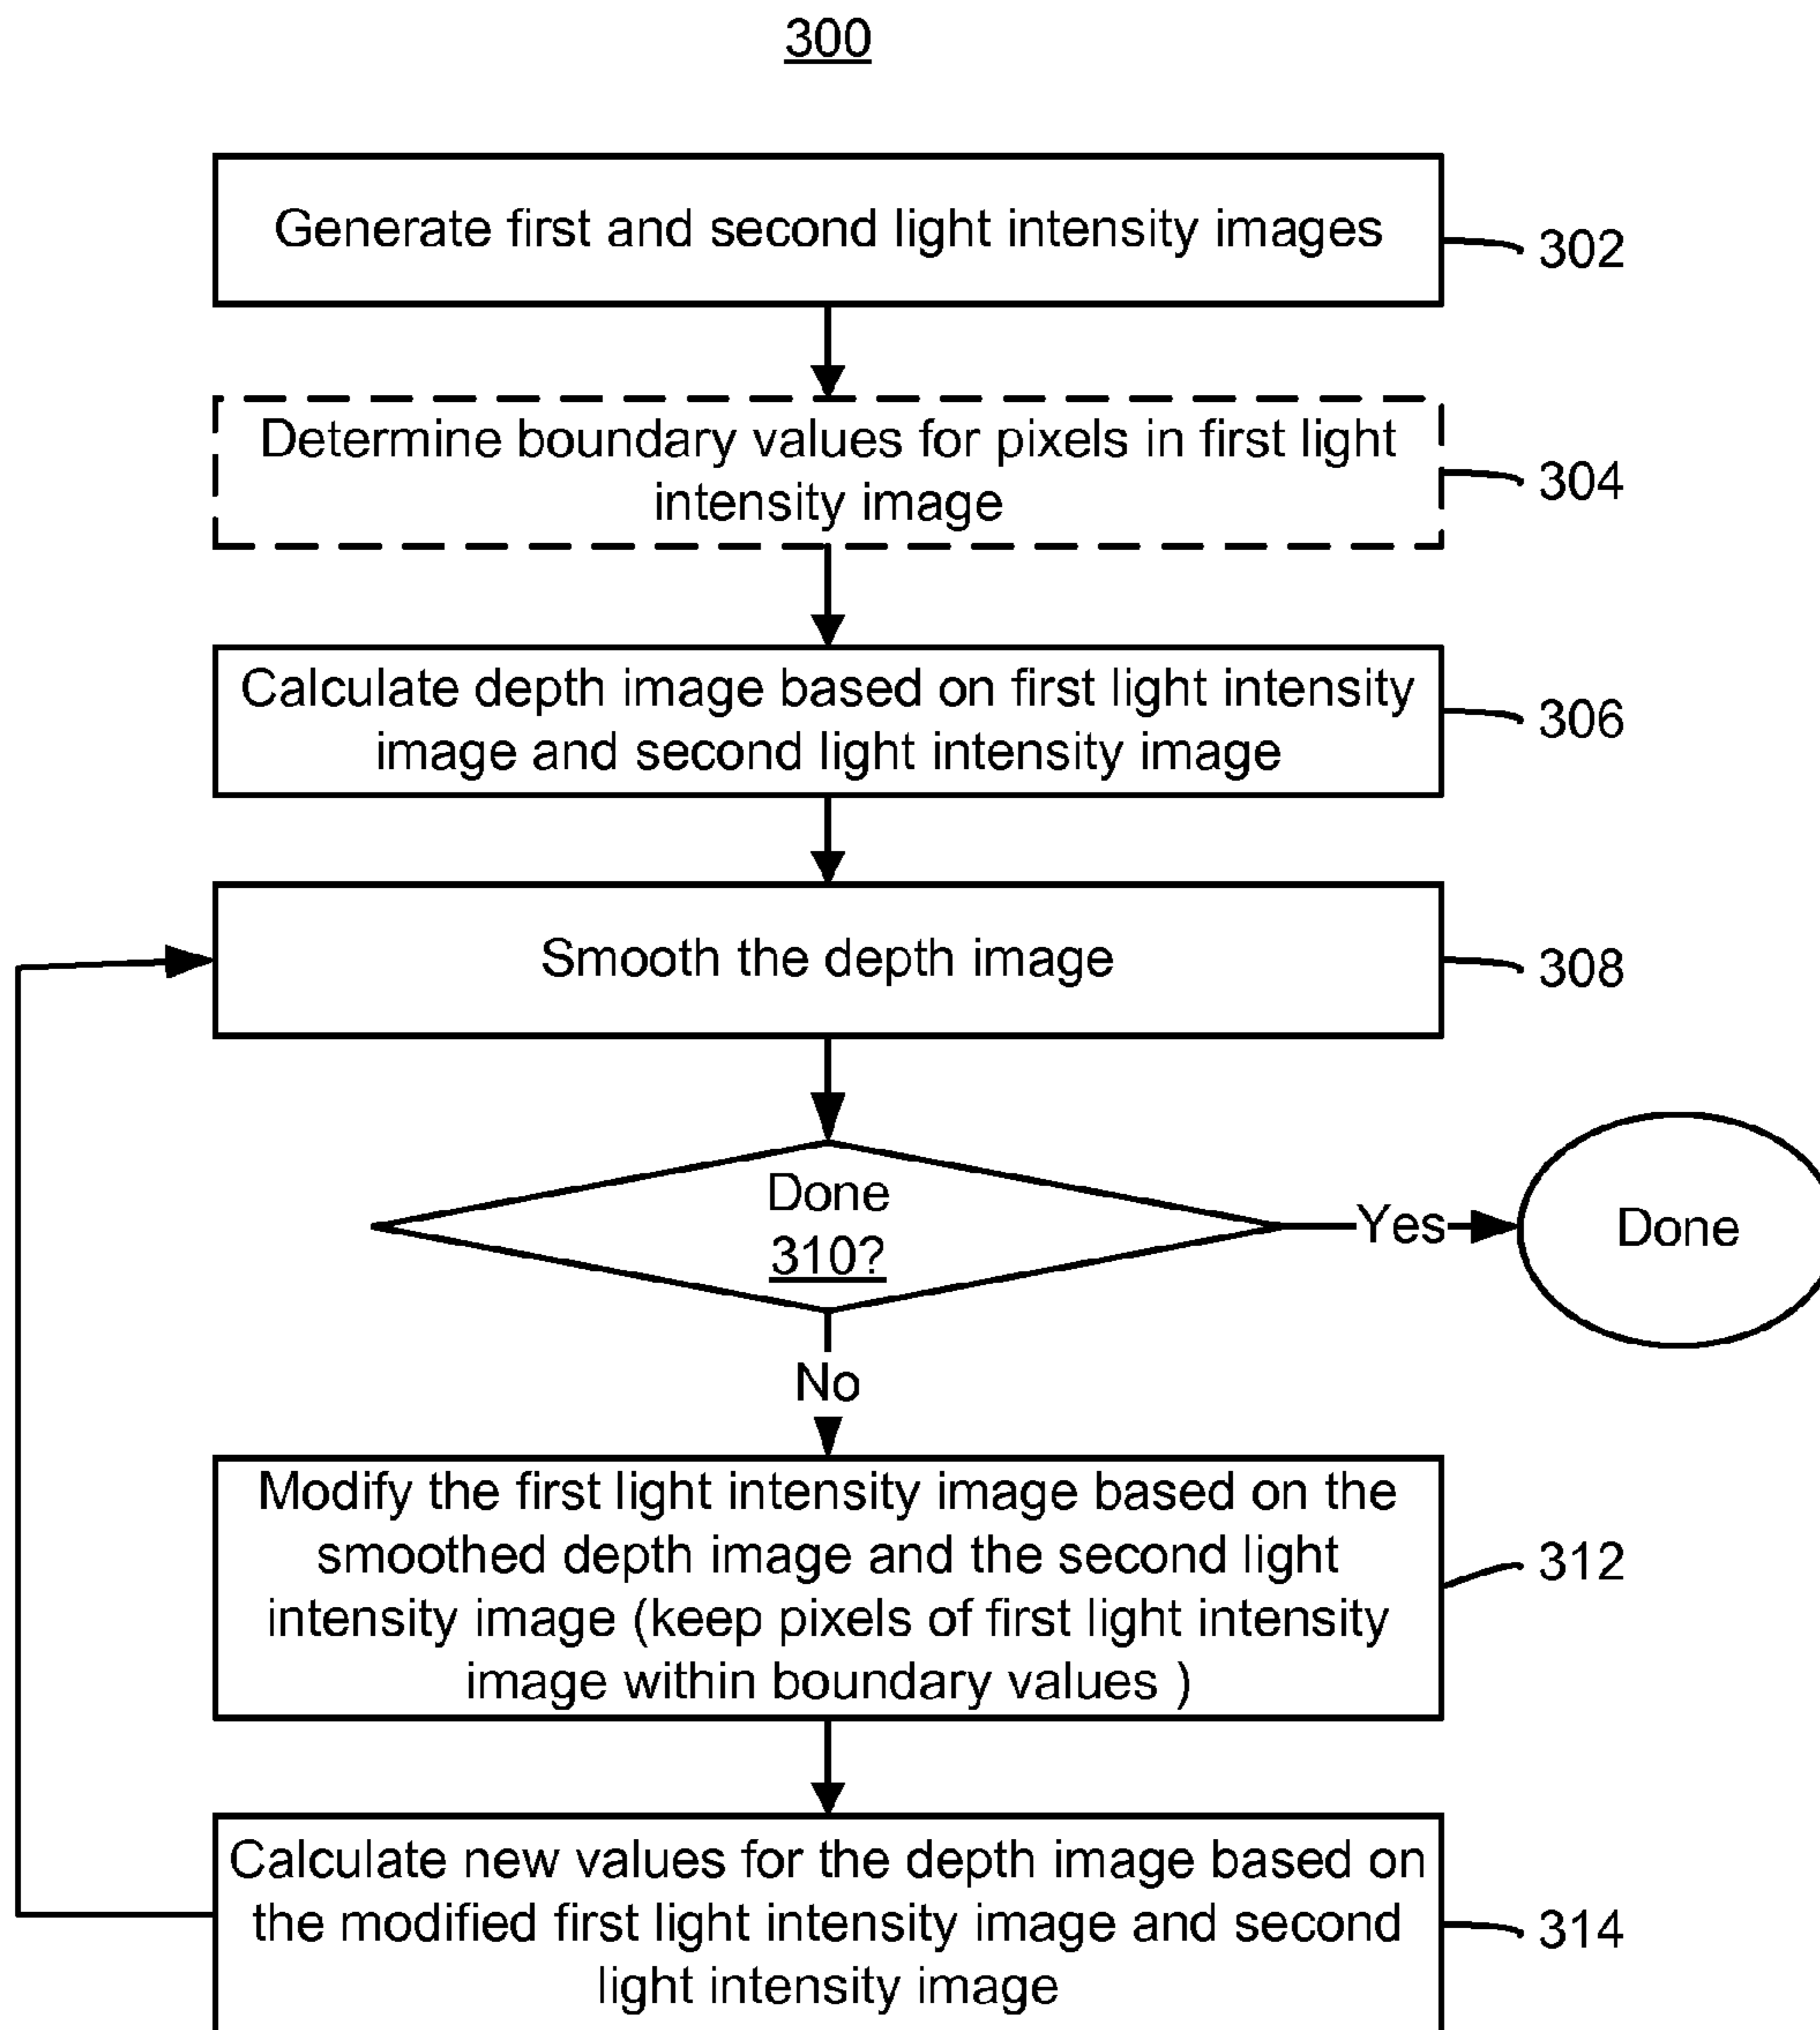 300
Generate first and second light intensity images
302
Determine boundary values for pixels in first light
intensity image
304
Calculate depth image based on first light intensity
image and second light intensity image
306
Smooth the depth image
308
Done
310?
Yes
Done
No
Modify the first light intensity image based on the
smoothed depth image and the second light
intensity image (keep pixels of first light intensity
image within boundary values )
312
Calculate new values for the depth image based on
the modified first light intensity image and second
light intensity image
314